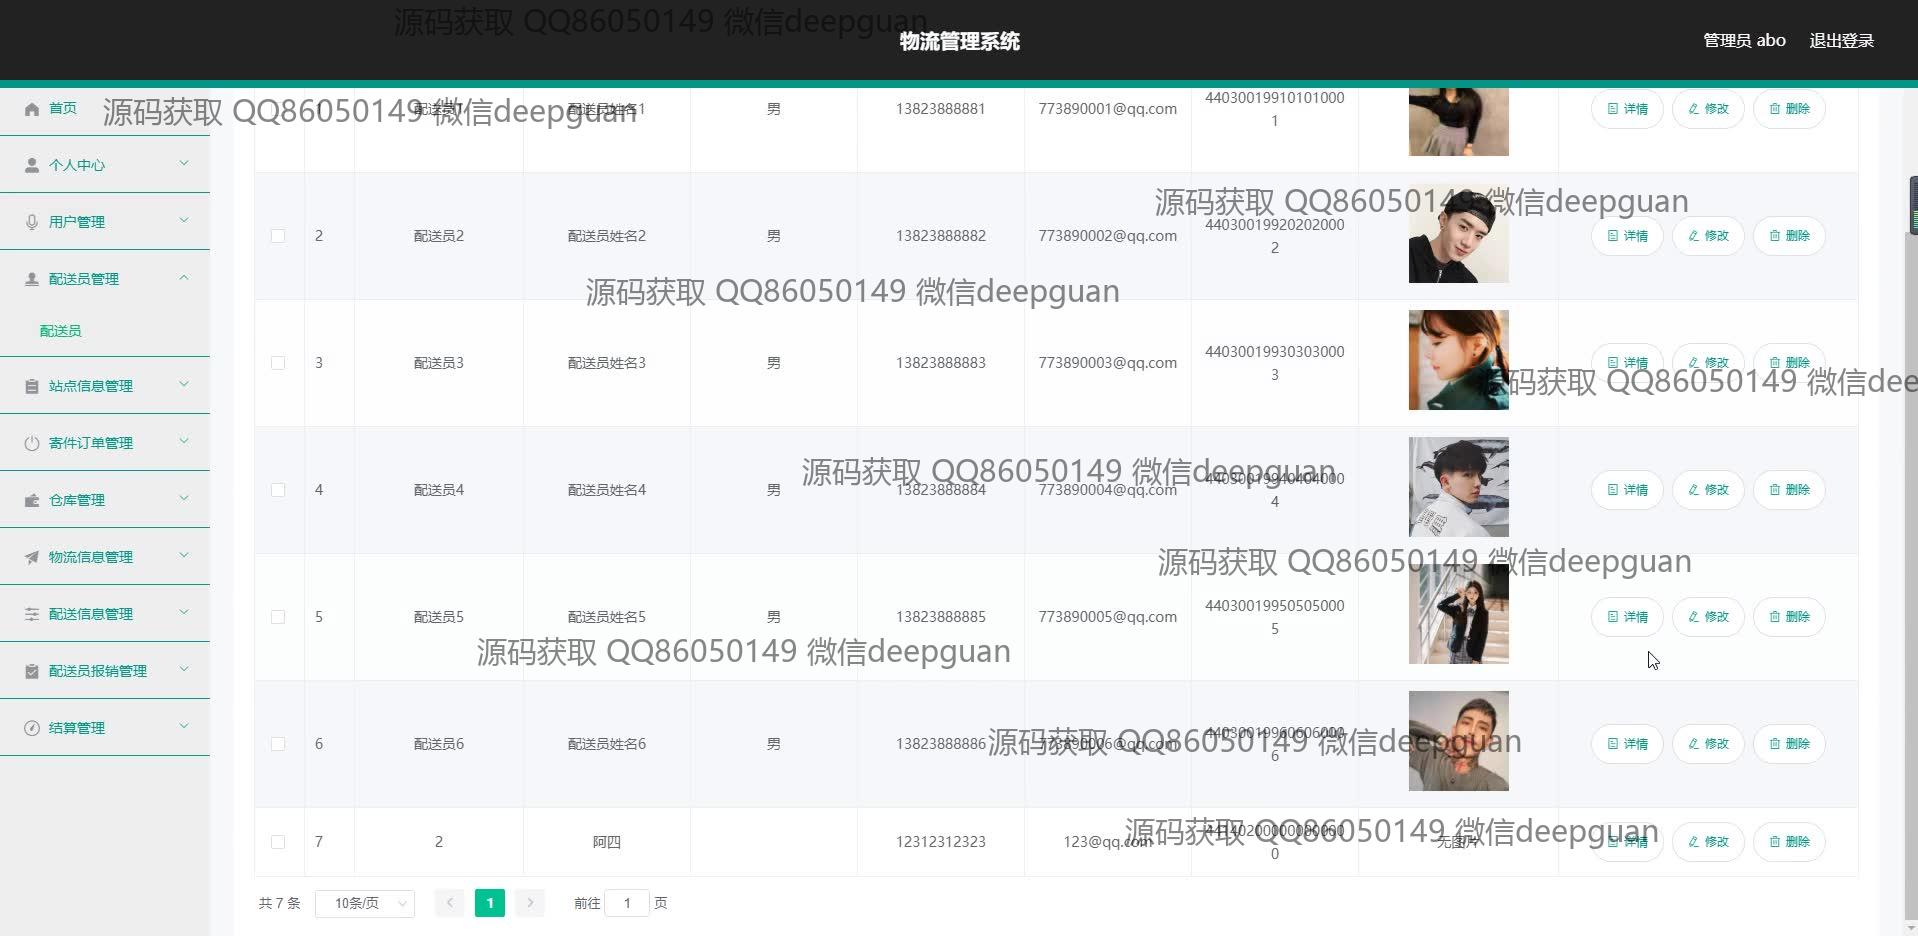 源码获取 QQ86050149 微信deepguan
物流管理系统
管理员 abo 退出登录
首页
源码获取 QQ86050149 微信deepguan
1 配送员1 配送员姓名1 男 13823888881 773890001@qq.com 440300199101010001 详情 修改 删除
个人中心
用户管理
配送员管理
配送员
站点信息管理
寄件订单管理
仓库管理
物流信息管理
配送信息管理
配送员报销管理
结算管理
源码获取 QQ86050149 微信deepguan
2 配送员2 配送员姓名2 男 13823888882 773890002@qq.com 440300199202020002 详情 修改 删除
源码获取 QQ86050149 微信deepguan
3 配送员3 配送员姓名3 男 13823888883 773890003@qq.com 440300199303030003 详情 修改 删除
码获取 QQ86050149 微信dee
源码获取 QQ86050149 微信deepguan
4 配送员4 配送员姓名4 男 13823888884 773890004@qq.com 440300199404040004 详情 修改 删除
源码获取 QQ86050149 微信deepguan
5 配送员5 配送员姓名5 男 13823888885 773890005@qq.com 440300199505050005 详情 修改 删除
源码获取 QQ86050149 微信deepguan
6 配送员6 配送员姓名6 男 13823888886 773890006@qq.com 440300199606060006 详情 修改 删除
源码获取 QQ86050149 微信deepguan
7 2 阿四 12312312323 123@qq.com 无图片 详情 修改 删除
源码获取 QQ86050149 微信deepguan
共 7 条 10条/页 1 前往 1 页